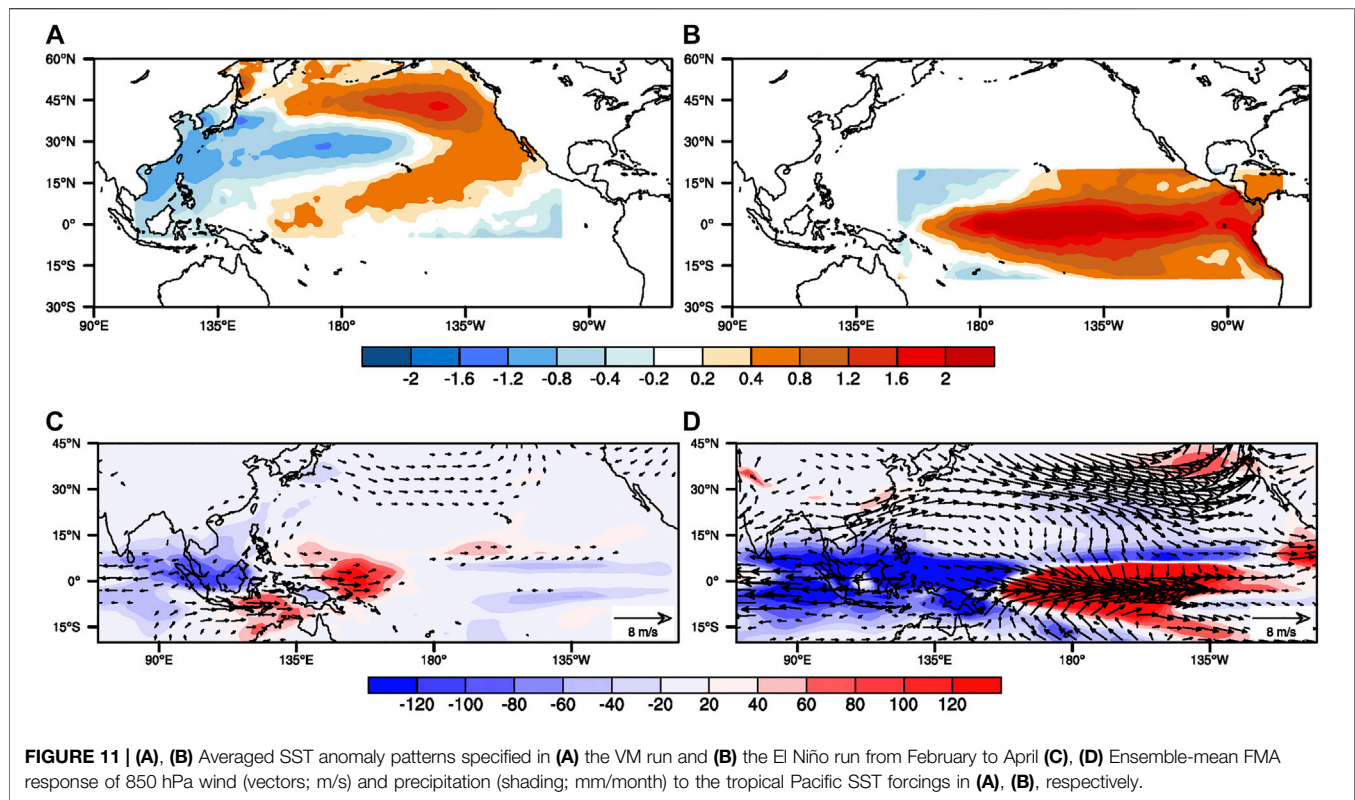 A
B
60°N
45°N
30°N
15°N
0°
15°S
30°S
90°E
135°E
180°
135°W
90°W
60°N
45°N
30°N
15°N
0°
15°S
30°S
90°E
135°E
180°
135°W
90°W
-2
-1.6
-1.2
-0.8
-0.4
-0.2
0.2
0.4
0.8
1.2
1.6
2
C
D
45°N
30°N
15°N
0°
15°S
8 m/s
90°E
135°E
180°
135°W
45°N
30°N
15°N
0°
15°S
8 m/s
90°E
135°E
180°
135°W
-120
-100
-80
-60
-40
-20
20
40
60
80
100
120
FIGURE 11 | (A), (B) Averaged SST anomaly patterns specified in (A) the VM run and (B) the El Niño run from February to April (C), (D) Ensemble-mean FMA
response of 850 hPa wind (vectors; m/s) and precipitation (shading; mm/month) to the tropical Pacific SST forcings in (A), (B), respectively.